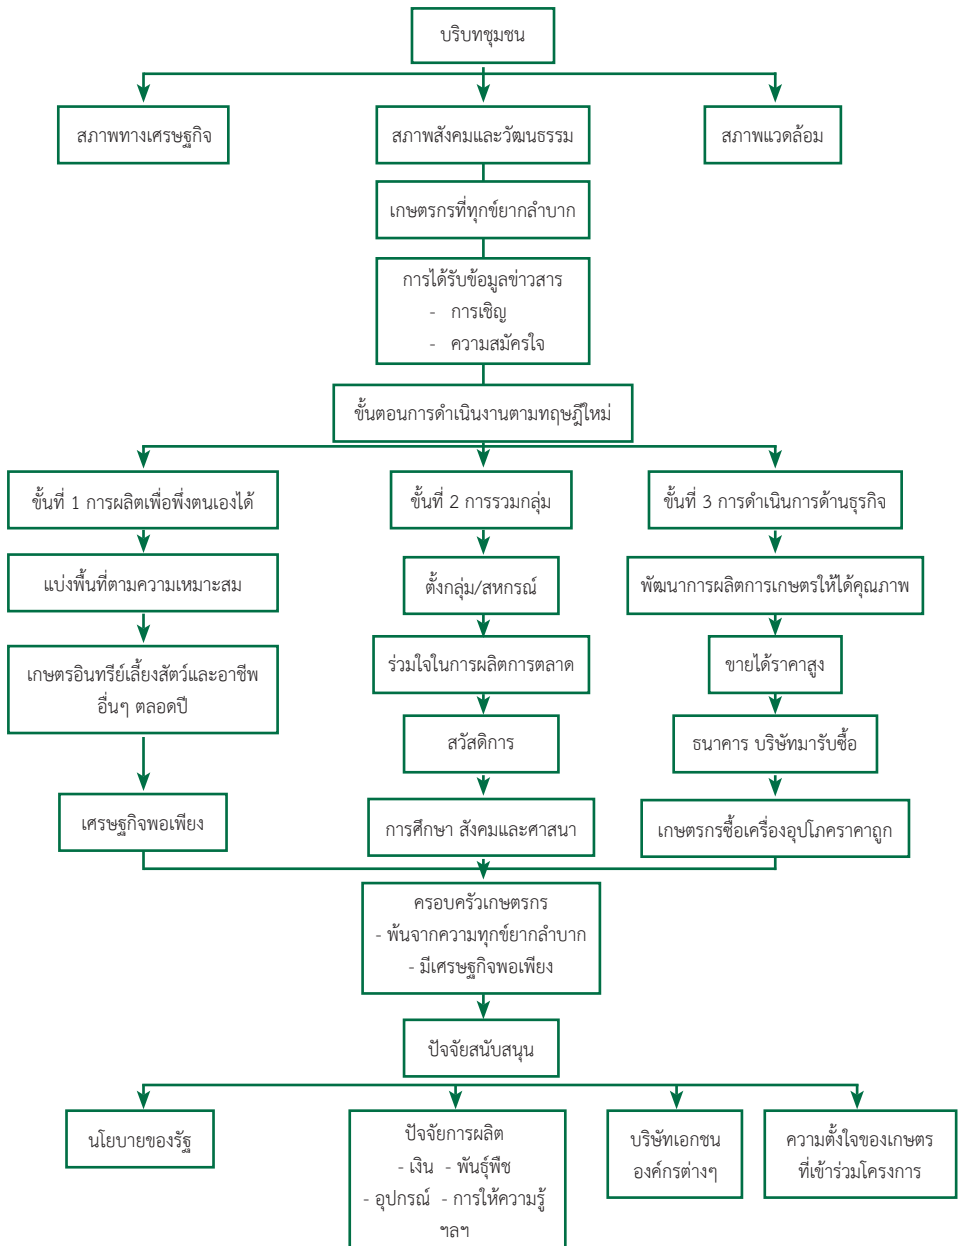 บริบทชุมชน
สภาพทางเศรษฐกิจ
สภาพสังคมและวัฒนธรรม
สภาพแวดล้อม
เกษตรกรที่ทุกข์ยากลำบาก
การได้รับข้อมูลข่าวสาร
- การเชิญ
- ความสมัครใจ
ขั้นตอนการดำเนินงานตามทฤษฎีใหม่
ขั้นที่ 1 การผลิตเพื่อพึ่งตนเองได้
ขั้นที่ 2 การรวมกลุ่ม
ขั้นที่ 3 การดำเนินการด้านธุรกิจ
แบ่งพื้นที่ตามความเหมาะสม
ตั้งกลุ่ม/สหกรณ์
พัฒนาการผลิตการเกษตรให้ได้คุณภาพ
เกษตรอินทรีย์เลี้ยงสัตว์และอาชีพ
อื่นๆ ตลอดปี
ร่วมใจในการผลิตการตลาด
ขายได้ราคาสูง
สวัสดิการ
ธนาคาร บริษัทมารับซื้อ
เศรษฐกิจพอเพียง
การศึกษา สังคมและศาสนา
เกษตรกรซื้อเครื่องอุปโภคราคาถูก
ครอบครัวเกษตรกร
- พ้นจากความทุกข์ยากลำบาก
- มีเศรษฐกิจพอเพียง
ปัจจัยสนับสนุน
นโยบายของรัฐ
ปัจจัยการผลิต
- เงิน - พันธุ์พืช
- อุปกรณ์ - การให้ความรู้
ฯลฯ
บริษัทเอกชน
องค์กรต่างๆ
ความตั้งใจของเกษตร
ที่เข้าร่วมโครงการ